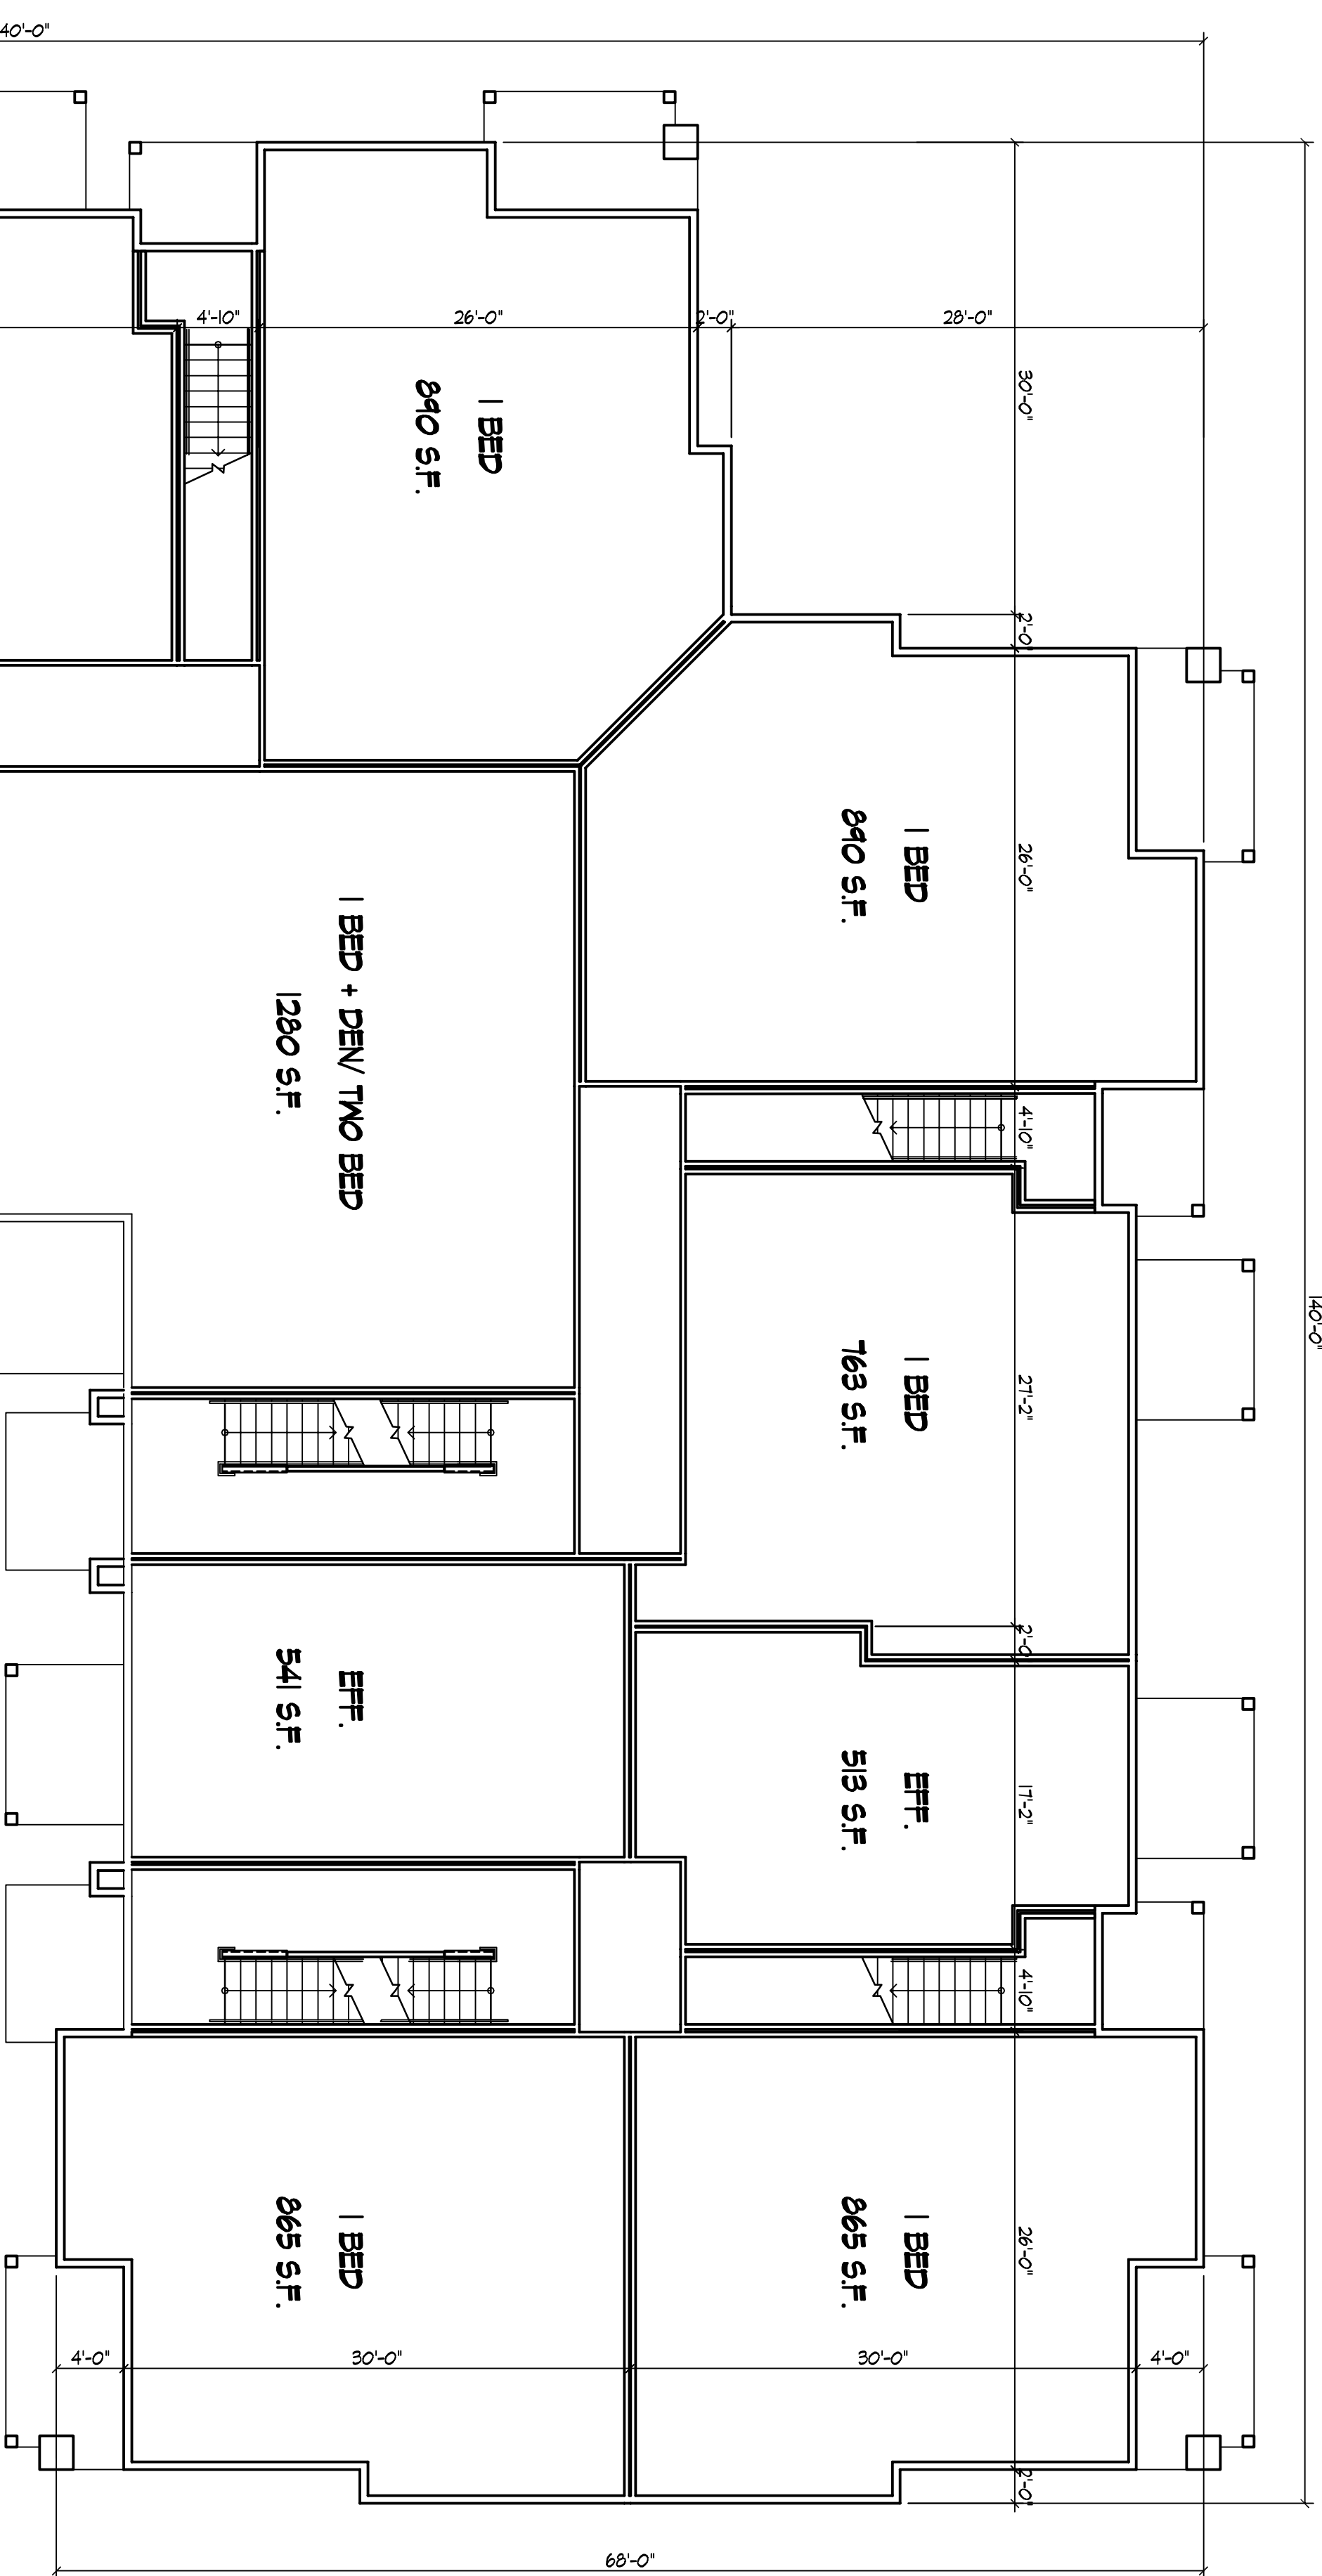 40'-0"
4'-10"
26'-0"
2'-0"
28'-0"
30'-0"
1 BED
890 S.F.
2'-0"
1 BED
890 S.F.
26'-0"
1 BED + DEN/ TWO BED
1280 S.F.
4'-10"
140'-0"
1 BED
763 S.F.
27'-2"
2'-0
EFF.
541 S.F.
EFF.
513 S.F.
17'-2"
4'-10"
1 BED
865 S.F.
1 BED
865 S.F.
26'-0"
4'-0"
30'-0"
30'-0"
4'-0"
2'-0"
68'-0"